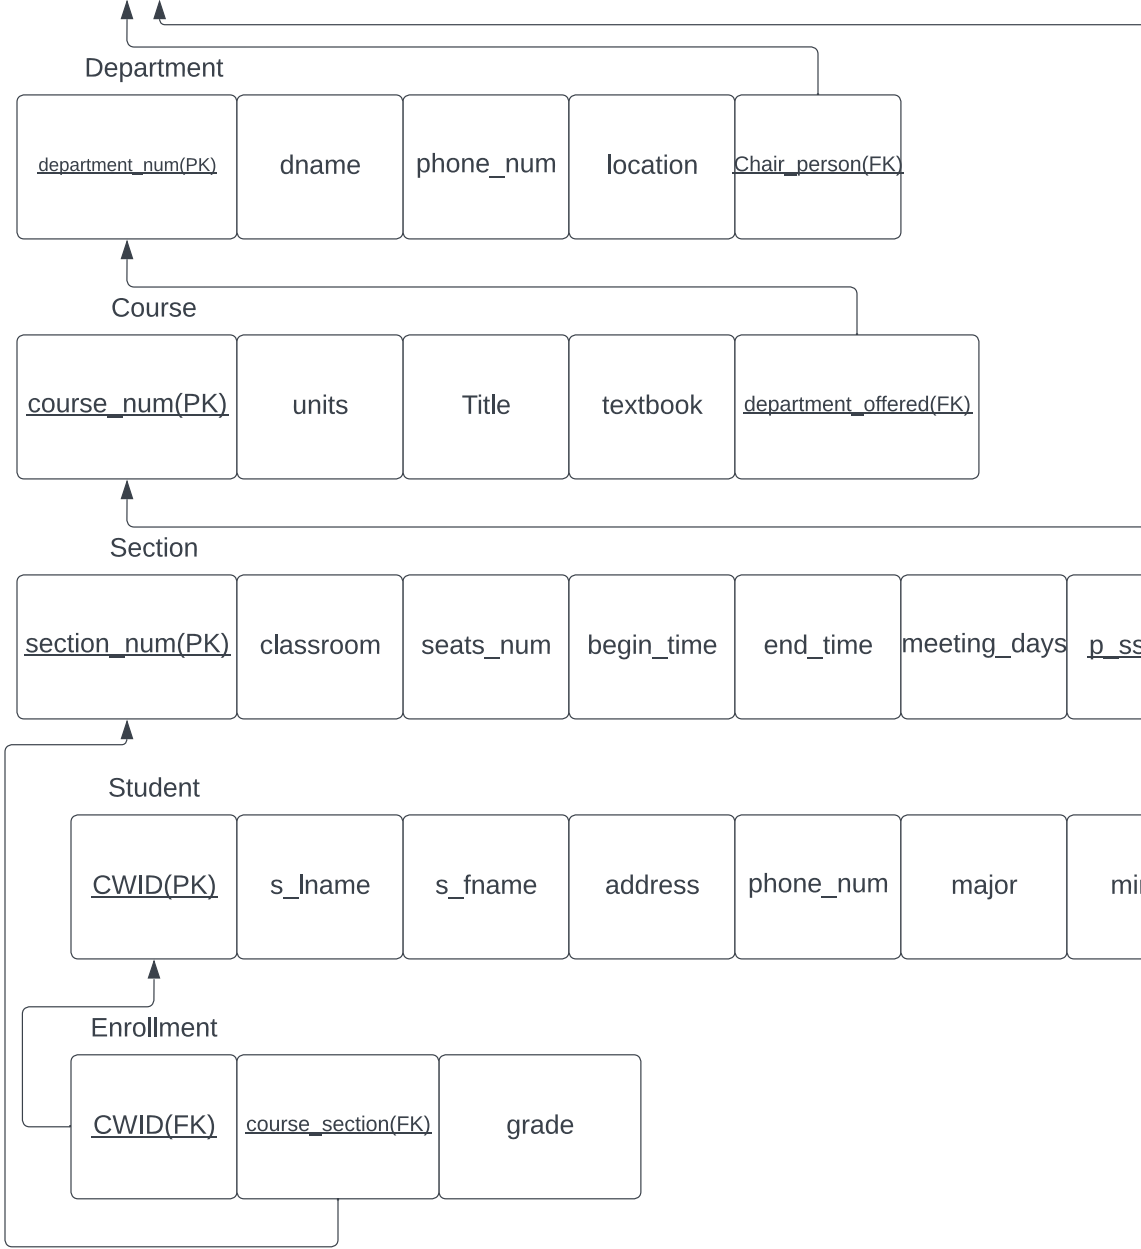 Department
department_num(PK) dname phone_num location Chair_person(FK)
Course
course_num(PK) units Title textbook department_offered(FK)
Section
section_num(PK) classroom seats_num begin_time end_time meeting_days p_ss
Student
CWID(PK) s_lname s_fname address phone_num major
Enrollment
CWID(FK) course_section(FK) grade